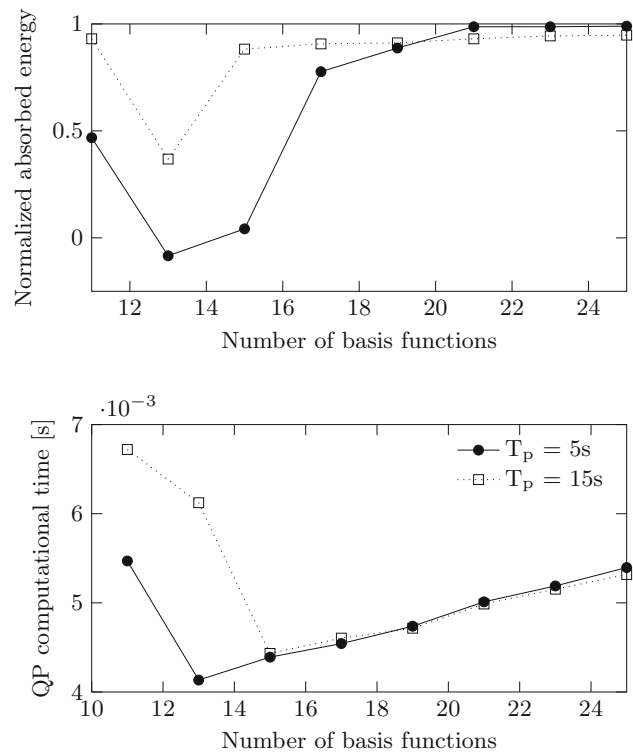 1
0.5
0
Normalized absorbed energy
12 14 16 18 20 22 24
Number of basis functions
·10⁻³
7
6
5
4
QP computational time [s]
T_p = 5s
T_p = 15s
10 12 14 16 18 20 22 24
Number of basis functions